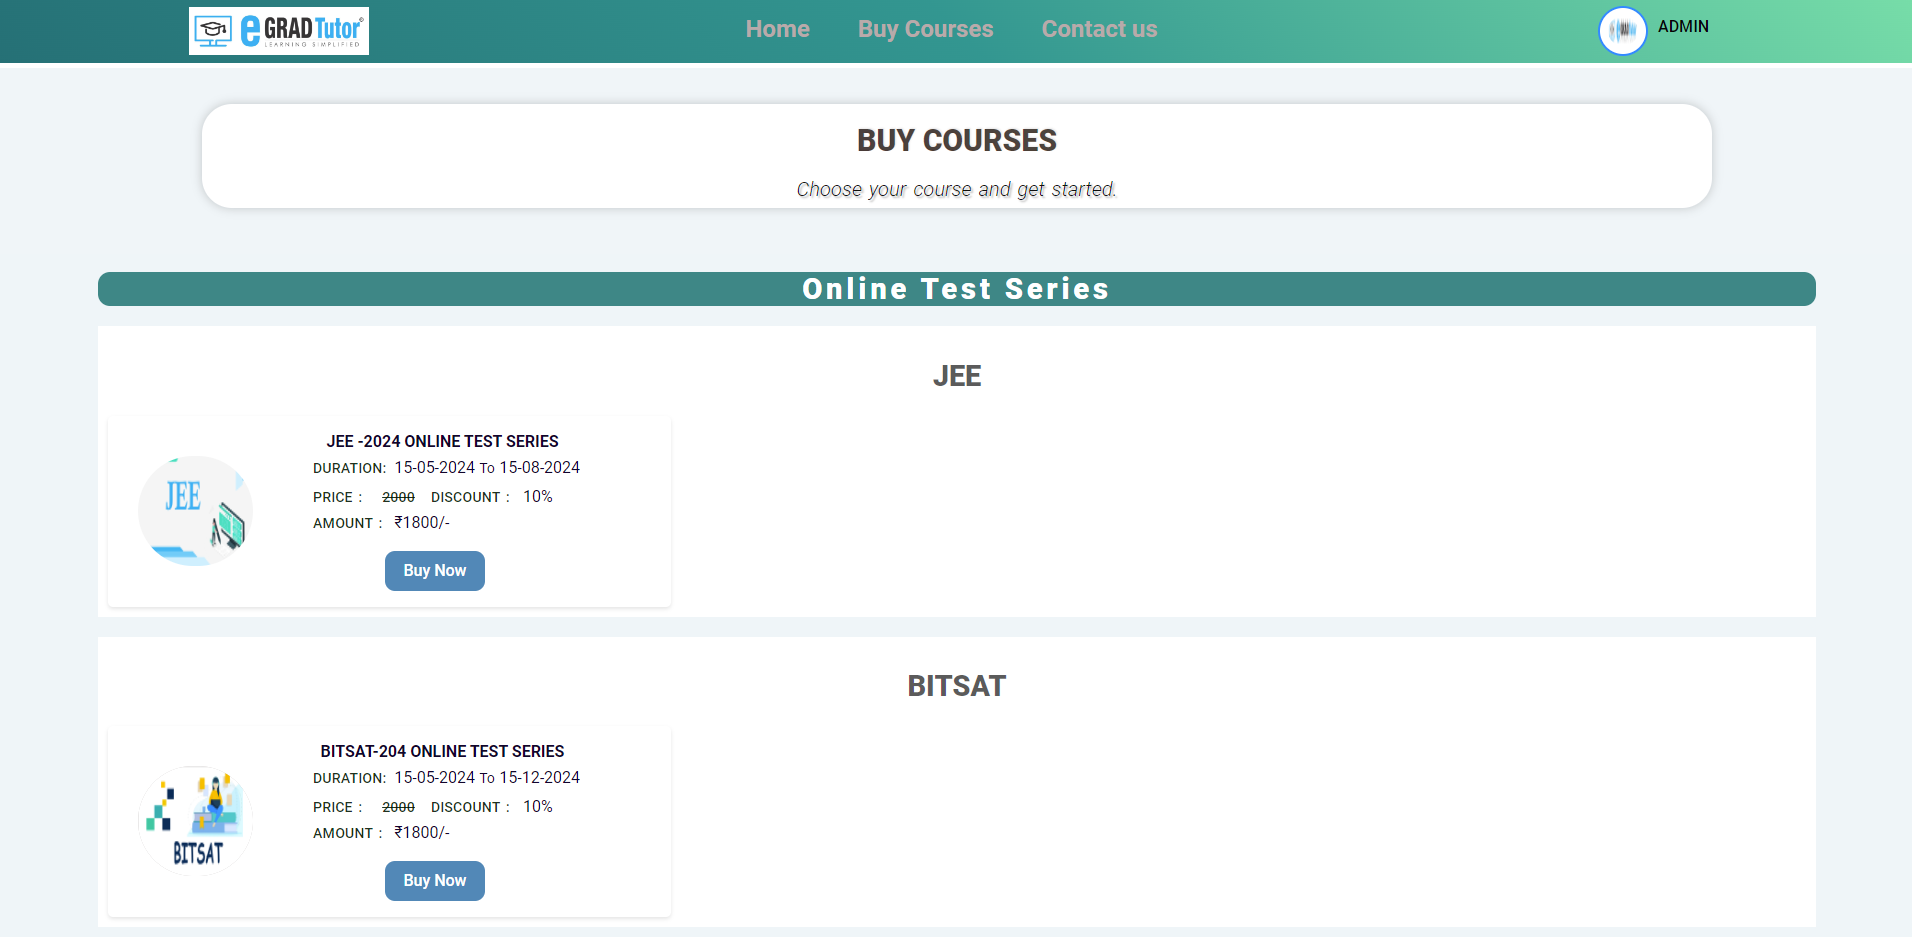 e GRAD Tutor
LEARNING SIMPLIFIED
Home Buy Courses Contact us
ADMIN
BUY COURSES
Choose your course and get started.
Online Test Series
JEE
JEE
JEE -2024 ONLINE TEST SERIES
DURATION: 15-05-2024 To 15-08-2024
PRICE : 2000 DISCOUNT : 10%
AMOUNT : ₹1800/-
Buy Now
BITSAT
BITSAT
BITSAT-204 ONLINE TEST SERIES
DURATION: 15-05-2024 To 15-12-2024
PRICE : 2000 DISCOUNT : 10%
AMOUNT : ₹1800/-
Buy Now